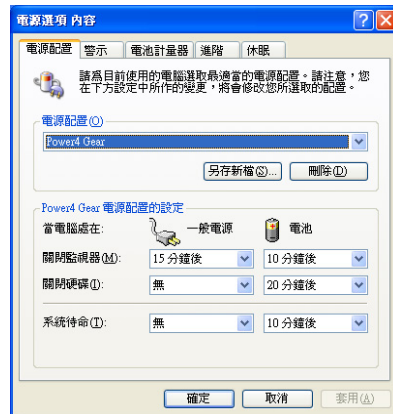 電源選項 內容
電源配置 警示 電池計量器 進階 休眠
請為目前使用的電腦選取最適當的電源配置。請注意，您
在下方設定中所作的變更，將會修改您所選取的配置。
電源配置(O)
Power4 Gear
另存新檔(S)... 刪除(D)
Power4 Gear 電源配置的設定
當電腦處在: 一般電源 電池
關閉監視器(M): 15 分鐘後 10 分鐘後
關閉硬碟(I): 無 20 分鐘後
系統待命(T): 無 10 分鐘後
確定 取消 套用(A)